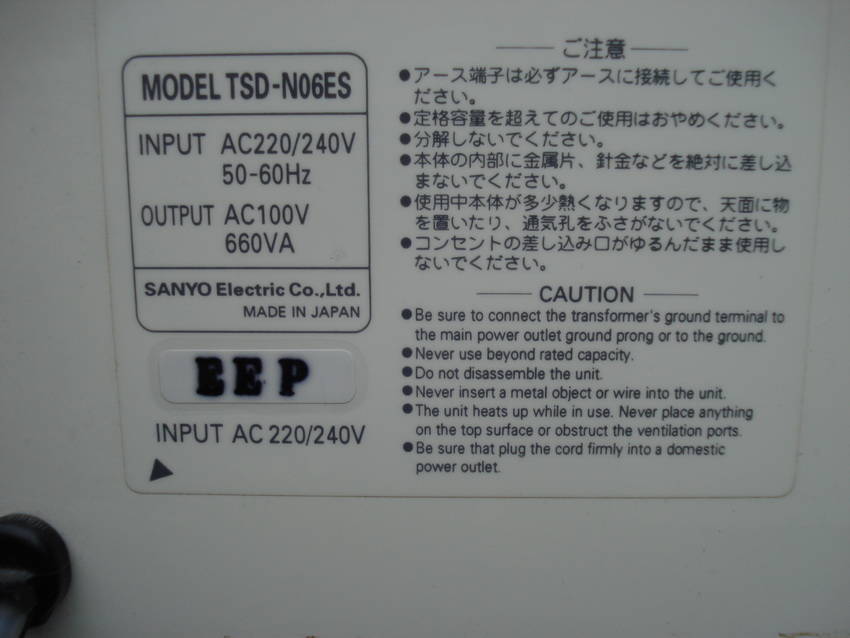 MODEL TSD-N06ES
INPUT AC220/240V
50-60Hz
OUTPUT AC100V
660VA
SANYO Electric Co.,Ltd.
MADE IN JAPAN
EEP
INPUT AC 220/240V
ご注意
●アース端子は必ずアースに接続してご使用く
ださい。
●定格容量を超えてのご使用はおやめください。
●分解しないでください。
●本体の内部に金属片、針金などを絶対に差し込
まないでください。
●使用中本体が多少熱くなりますので、天面に物
を置いたり、通気孔をふさがないでください。
●コンセントの差し込み口がゆるんだまま使用し
ないでください。
CAUTION
●Be sure to connect the transformer's ground terminal to
the main power outlet ground prong or to the ground.
●Never use beyond rated capacity.
●Do not disassemble the unit.
●Never insert a metal object or wire into the unit.
●The unit heats up while in use. Never place anything
on the top surface or obstruct the ventilation ports.
●Be sure that plug the cord firmly into a domestic
power outlet.